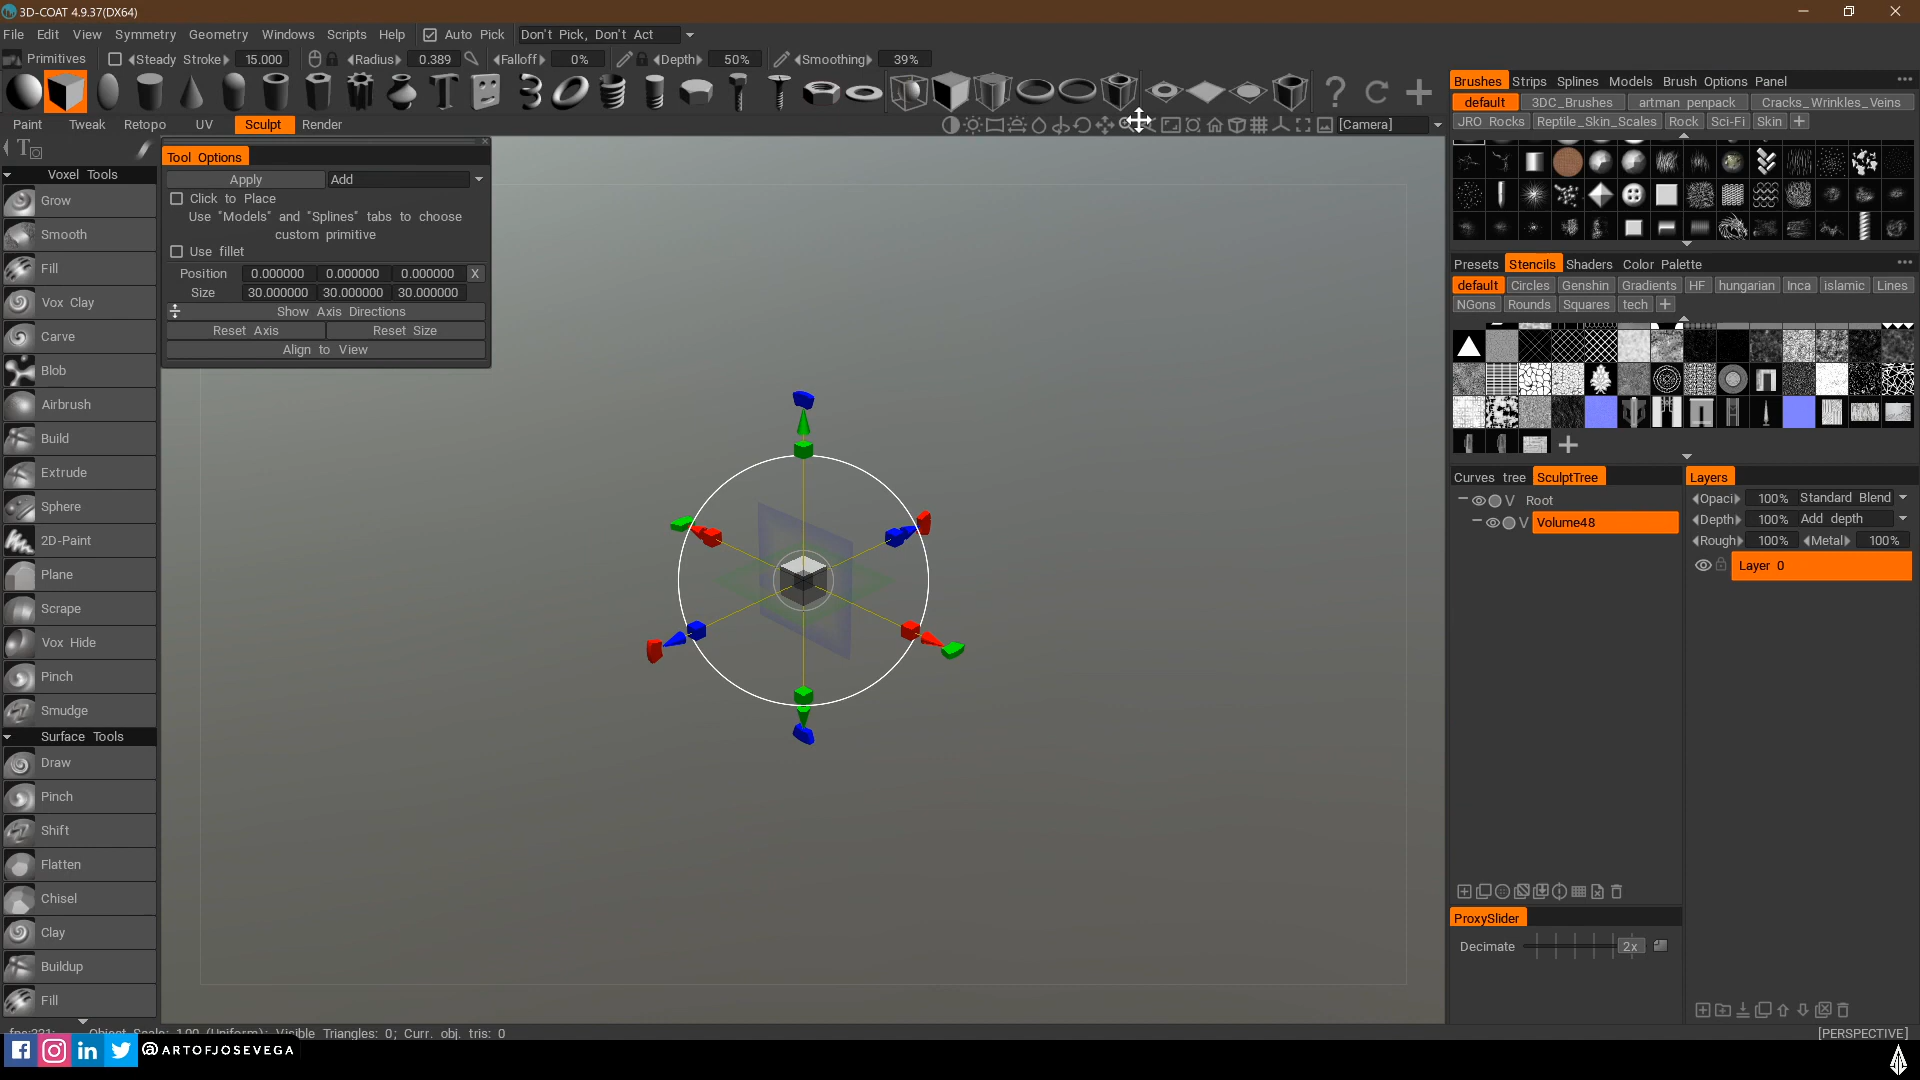 3D-COAT 4.9.37(DX64)
File Edit View Symmetry Geometry Windows Scripts Help Auto Pick Don't Pick, Don't Act
Primitives Steady Stroke 15.000 Radius 0.389 Falloff 0% Depth 50% Smoothing 39%
Paint Tweak Retopo UV Sculpt Render [Camera]
Voxel Tools
Grow
Smooth
Fill
Vox Clay
Carve
Blob
Airbrush
Build
Extrude
Sphere
2D-Paint
Plane
Scrape
Vox Hide
Pinch
Smudge
Surface Tools
Draw
Pinch
Shift
Flatten
Chisel
Clay
Buildup
Fill
Tool Options
Apply Add
Click to Place
Use "Models" and "Splines" tabs to choose
custom primitive
Use fillet
Position 0.000000 0.000000 0.000000 X
Size 30.000000 30.000000 30.000000
Show Axis Directions
Reset Axis Reset Size
Align to View
Brushes Strips Splines Models Brush Options Panel
default 3DC_Brushes artman penpack Cracks_Wrinkles_Veins
JRO Rocks Reptile_Skin_Scales Rock Sci-Fi Skin
Presets Stencils Shaders Color Palette
default Circles Genshin Gradients HF hungarian Inca islamic Lines
NGons Rounds Squares tech
Curves tree SculptTree
V Root
V Volume48
Layers
Opaci 100% Standard Blend
Depth 100% Add depth
Rough 100% Metal 100%
Layer 0
ProxySlider
Decimate 2x
fps:231; Object Scale: 1.00 (Uniform); Visible Triangles: 0; Curr. obj. tris: 0
[PERSPECTIVE]
@ARTOFJOSEVEGA